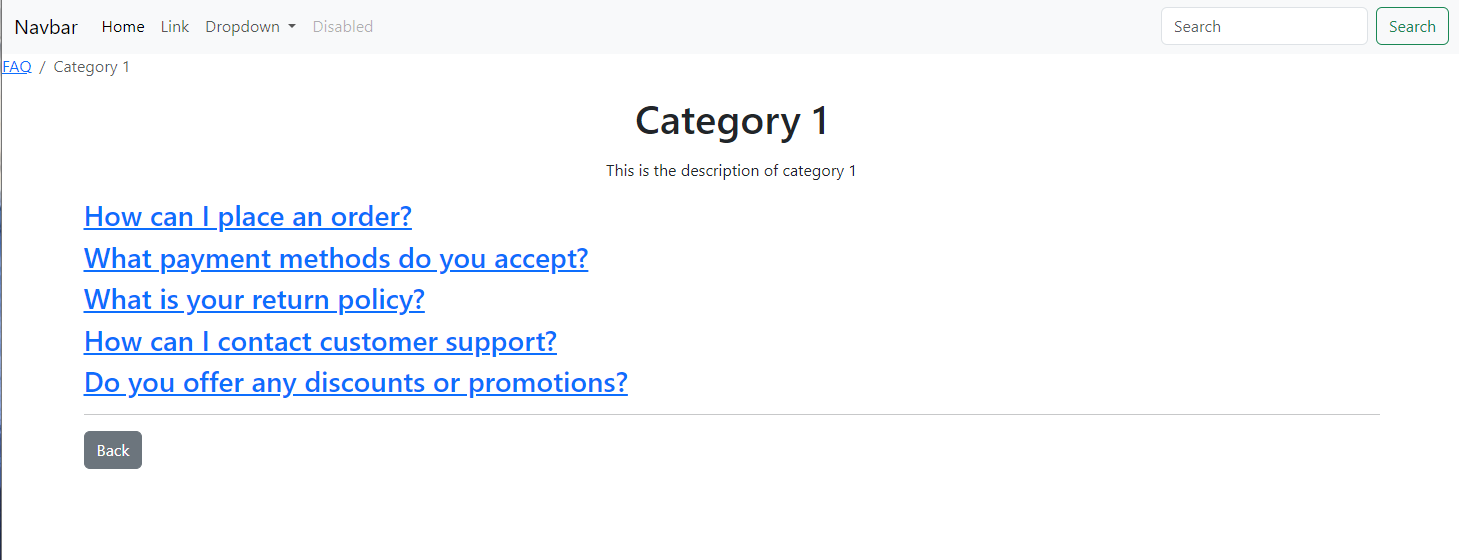 Navbar Home Link Dropdown Disabled Search Search
FAQ / Category 1
Category 1
This is the description of category 1
How can I place an order?
What payment methods do you accept?
What is your return policy?
How can I contact customer support?
Do you offer any discounts or promotions?
Back